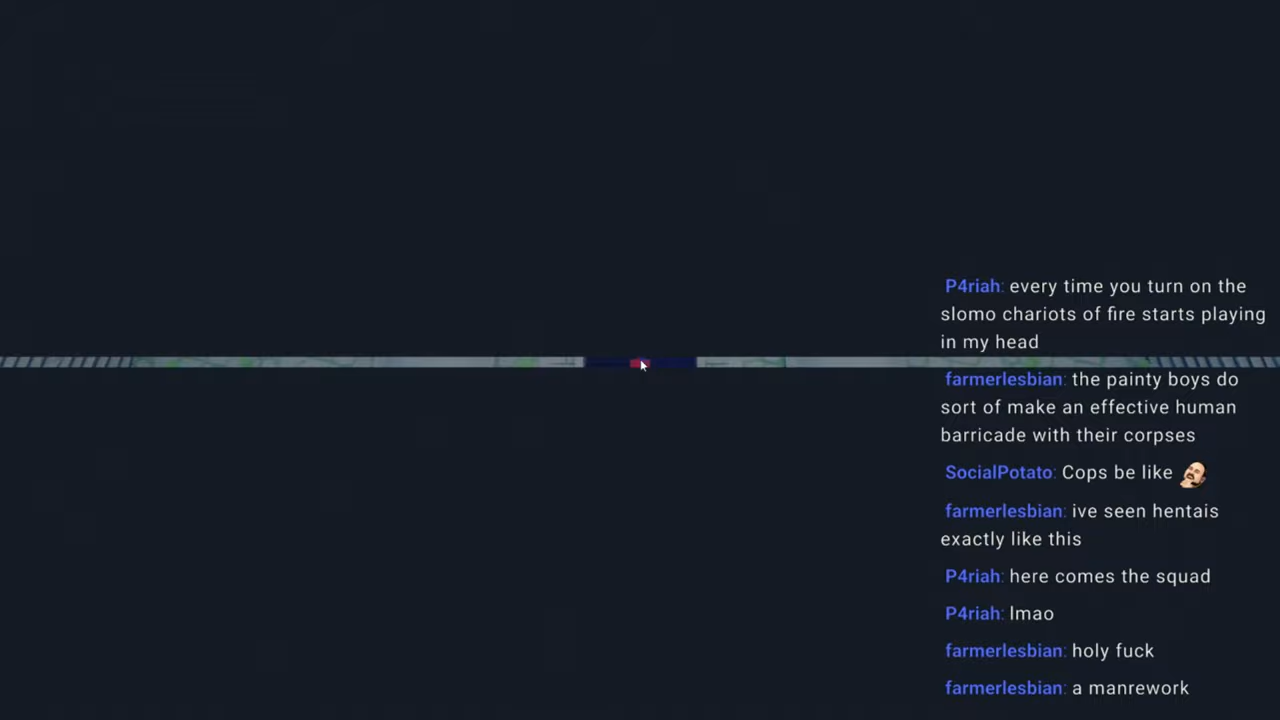 P4riah: every time you turn on the
slomo chariots of fire starts playing
in my head
farmerlesbian: the painty boys do
sort of make an effective human
barricade with their corpses
SocialPotato: Cops be like
farmerlesbian: ive seen hentais
exactly like this
P4riah: here comes the squad
P4riah: lmao
farmerlesbian: holy fuck
farmerlesbian: a manrework